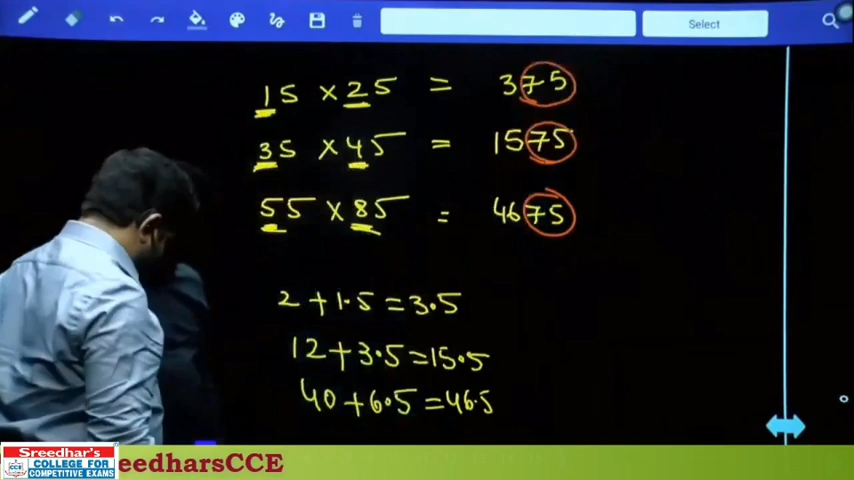 Select
15 × 25 = 375
35 × 45 = 1575
55 × 85 = 4675
2 + 1.5 = 3.5
12 + 3.5 = 15.5
40 + 6.5 = 46.5
Sreedhar's
CCE
COLLEGE FOR
COMPETITIVE EXAMS
reedharsCCE